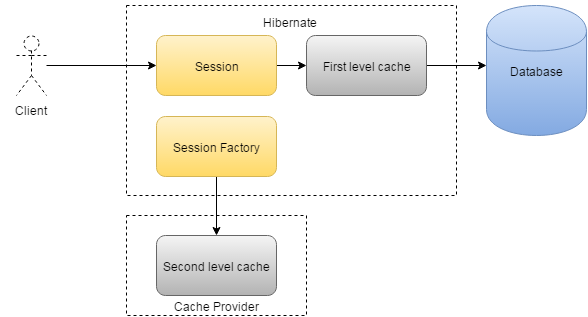 Hibernate
Session
First level cache
Database
Client
Session Factory
Second level cache
Cache Provider